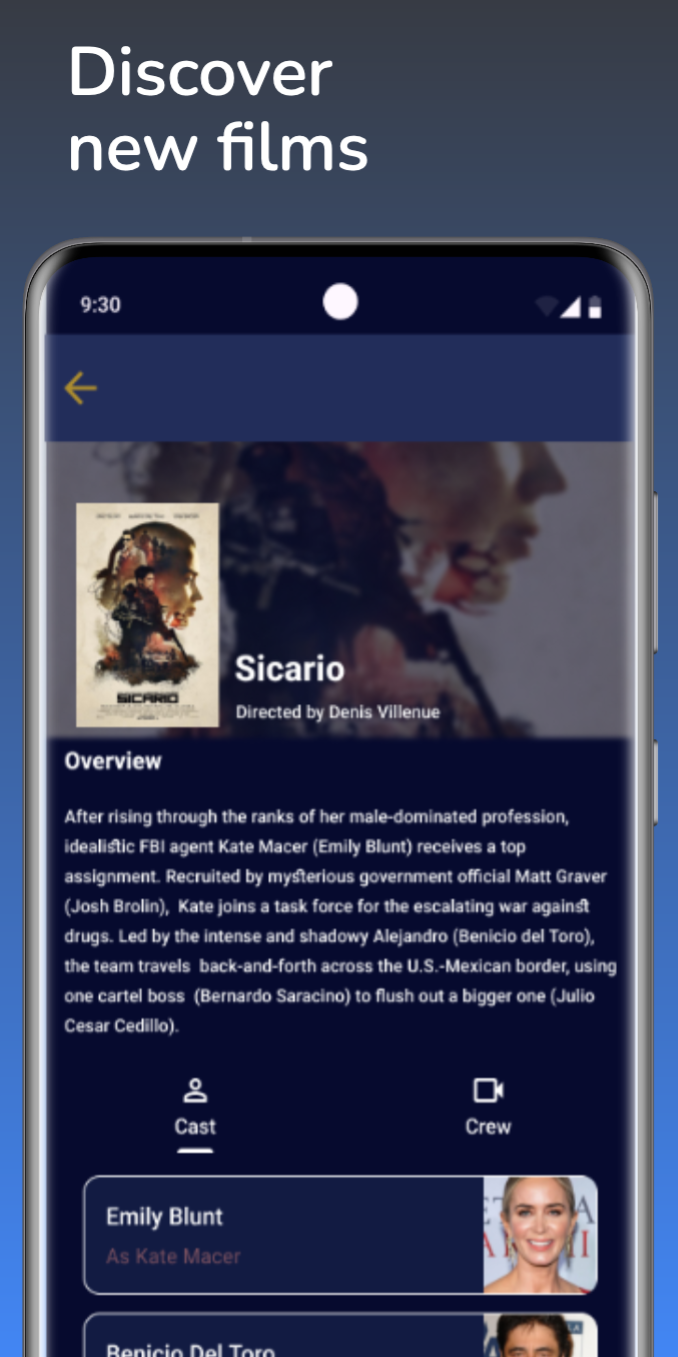 Discover
new films
9:30
SICARIO
Sicario
Directed by Denis Villenue
Overview
After rising through the ranks of her male-dominated profession,
idealistic FBI agent Kate Macer (Emily Blunt) receives a top
assignment. Recruited by mysterious government official Matt Graver
(Josh Brolin),  Kate joins a task force for the escalating war against
drugs. Led by the intense and shadowy Alejandro (Benicio del Toro),
the team travels  back-and-forth across the U.S.-Mexican border, using
one cartel boss  (Bernardo Saracino) to flush out a bigger one (Julio
Cesar Cedillo).
Cast
Crew
Emily Blunt
As Kate Macer
Benicio Del Toro